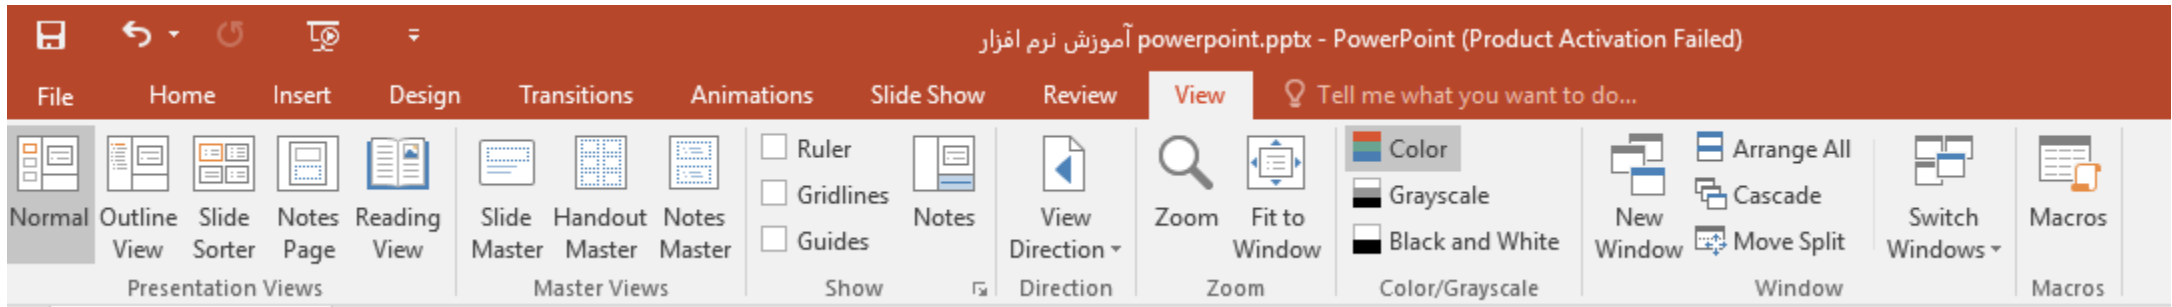 آموزش نرم افزار powerpoint.pptx - PowerPoint (Product Activation Failed)
File Home Insert Design Transitions Animations Slide Show Review View Tell me what you want to do...
Normal
Outline View
Slide Sorter
Notes Page
Reading View
Presentation Views
Slide Master
Handout Master
Notes Master
Master Views
Ruler
Gridlines
Guides
Notes
Show
View Direction
Direction
Zoom
Fit to Window
Zoom
Color
Grayscale
Black and White
Color/Grayscale
New Window
Arrange All
Cascade
Move Split
Switch Windows
Window
Macros
Macros